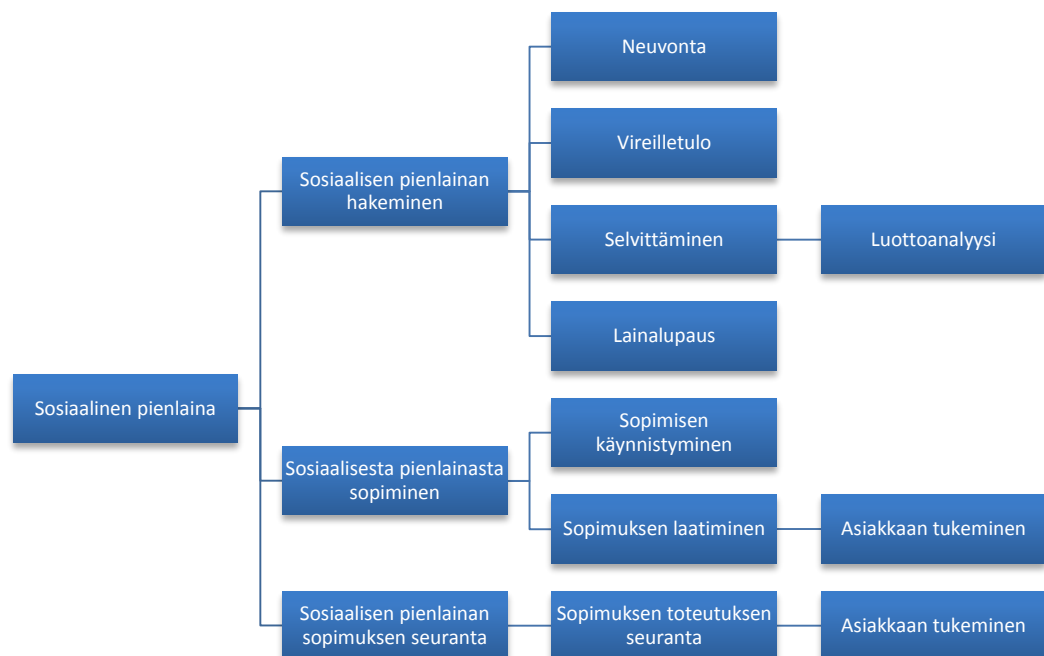 Neuvonta
Vireilletulo
Sosiaalisen pienlainan
hakeminen
Selvittäminen
Luottoanalyysi
Lainalupaus
Sosiaalinen pienlaina
Sopimisen
käynnistyminen
Sosiaalisesta pienlainasta
sopiminen
Sopimuksen laatiminen
Asiakkaan tukeminen
Sosiaalisen pienlainan
sopimuksen seuranta
Sopimuksen toteutuksen
seuranta
Asiakkaan tukeminen